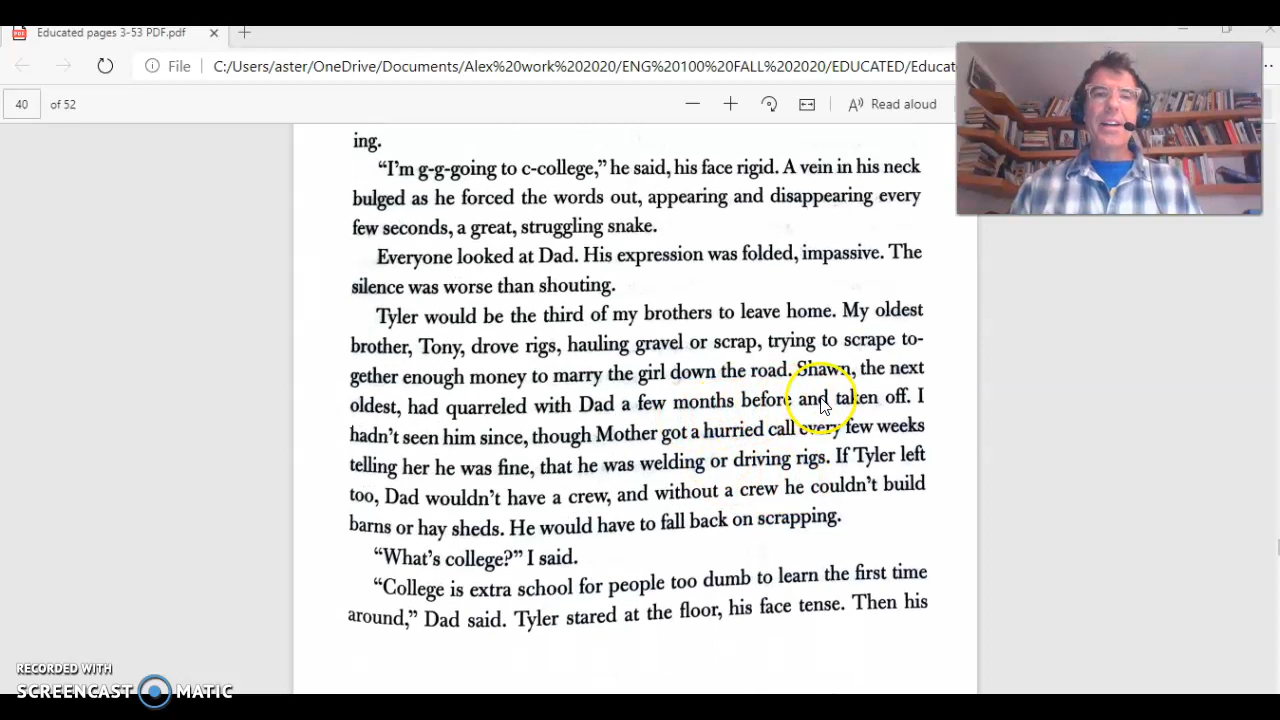 Educated pages 3-53 PDF.pdf
File C:/Users/aster/OneDrive/Documents/Alex%20work%202020/ENG%20100%20FALL%202020/EDUCATED/Educat
40 of 52 Read aloud
ing.
“I’m g-g-going to c-college,” he said, his face rigid. A vein in his neck
bulged as he forced the words out, appearing and disappearing every
few seconds, a great, struggling snake.
Everyone looked at Dad. His expression was folded, impassive. The
silence was worse than shouting.
Tyler would be the third of my brothers to leave home. My oldest
brother, Tony, drove rigs, hauling gravel or scrap, trying to scrape to-
gether enough money to marry the girl down the road. Shawn, the next
oldest, had quarreled with Dad a few months before and taken off. I
hadn’t seen him since, though Mother got a hurried call every few weeks
telling her he was fine, that he was welding or driving rigs. If Tyler left
too, Dad wouldn’t have a crew, and without a crew he couldn’t build
barns or hay sheds. He would have to fall back on scrapping.
“What’s college?” I said.
“College is extra school for people too dumb to learn the first time
around,” Dad said. Tyler stared at the floor, his face tense. Then his
RECORDED WITH
SCREENCAST MATIC